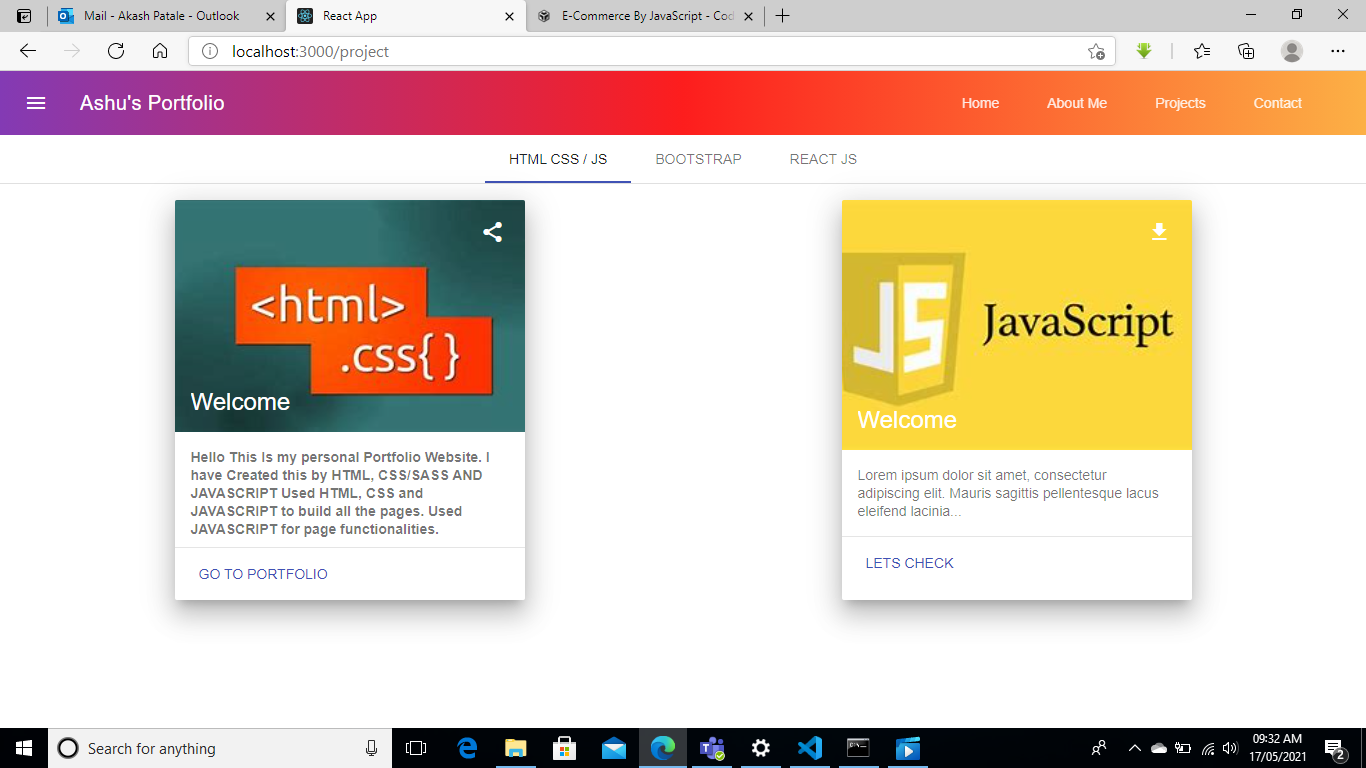 Mail - Akash Patale - Outlook
React App
E-Commerce By JavaScript - Cod
localhost:3000/project
Ashu's Portfolio
Home
About Me
Projects
Contact
HTML CSS / JS
BOOTSTRAP
REACT JS
<html>
.css{ }
Welcome
Hello This Is my personal Portfolio Website. I
have Created this by HTML, CSS/SASS AND
JAVASCRIPT Used HTML, CSS and
JAVASCRIPT to build all the pages. Used
JAVASCRIPT for page functionalities.
GO TO PORTFOLIO
JS
JavaScript
Welcome
Lorem ipsum dolor sit amet, consectetur
adipiscing elit. Mauris sagittis pellentesque lacus
eleifend lacinia...
LETS CHECK
Search for anything
09:32 AM
17/05/2021
2